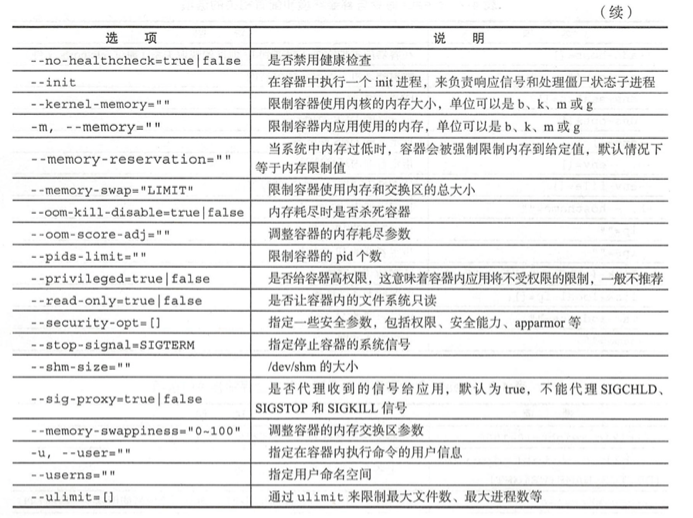 （续）
选 项 说 明
--no-healthcheck=true|false 是否禁用健康检查
--init 在容器中执行一个 init 进程，来负责响应信号和处理僵尸状态子进程
--kernel-memory="" 限制容器使用内核的内存大小，单位可以是 b、k、m 或 g
-m, --memory="" 限制容器内应用使用的内存，单位可以是 b、k、m 或 g
--memory-reservation="" 当系统中内存过低时，容器会被强制限制内存到给定值，默认情况下
等于内存限制值
--memory-swap="LIMIT" 限制容器使用内存和交换区的总大小
--oom-kill-disable=true|false 内存耗尽时是否杀死容器
--oom-score-adj="" 调整容器的内存耗尽参数
--pids-limit="" 限制容器的 pid 个数
--privileged=true|false 是否给容器高权限，这意味着容器内应用将不受权限的限制，一般不推荐
--read-only=true|false 是否让容器内的文件系统只读
--security-opt=[] 指定一些安全参数，包括权限、安全能力、apparmor 等
--stop-signal=SIGTERM 指定停止容器的系统信号
--shm-size="" /dev/shm 的大小
--sig-proxy=true|false 是否代理收到的信号给应用，默认为 true，不能代理 SIGCHLD、
SIGSTOP 和 SIGKILL 信号
--memory-swappiness="0~100" 调整容器的内存交换区参数
-u, --user="" 指定在容器内执行命令的用户信息
--userns="" 指定用户命名空间
--ulimit=[] 通过 ulimit 来限制最大文件数、最大进程数等